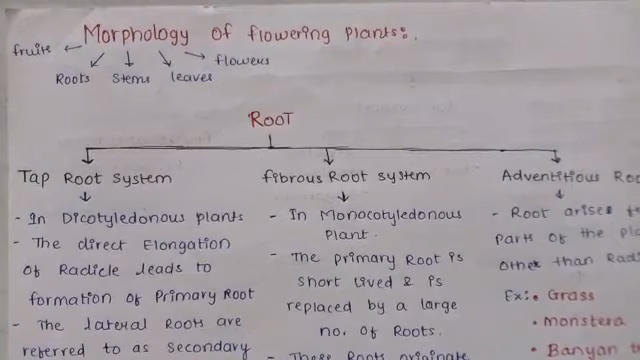 Morphology of flowering plants:.
fruits
Roots Stems leaves flowers
ROOT
Tap Root system
- In Dicotyledonous plants
- The direct Elongation
of Radicle leads to
formation of Primary Root
- The lateral Roots are
referred to as secondary
fibrous Root system
- In Monocotyledonous
Plant.
- The primary Root is
short lived & is
replaced by a large
no. of Roots.
- These Roots originate
Adventitious
- Root arises
parts of the
other than
Ex:. Grass
. monstera
. Banyan